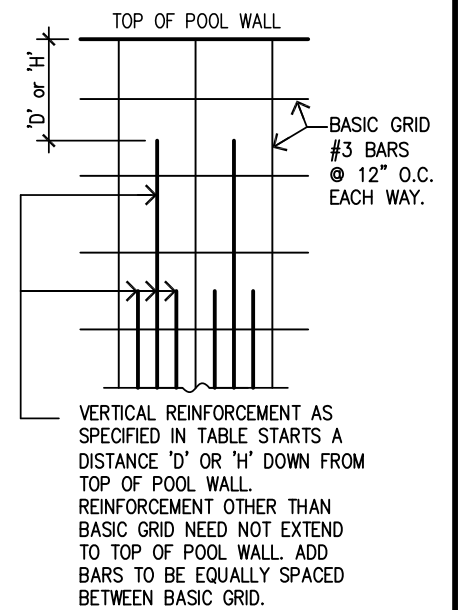 TOP OF POOL WALL
'D' or 'H'
BASIC GRID
#3 BARS
@ 12" O.C.
EACH WAY.
VERTICAL REINFORCEMENT AS
SPECIFIED IN TABLE STARTS A
DISTANCE 'D' OR 'H' DOWN FROM
TOP OF POOL WALL.
REINFORCEMENT OTHER THAN
BASIC GRID NEED NOT EXTEND
TO TOP OF POOL WALL. ADD
BARS TO BE EQUALLY SPACED
BETWEEN BASIC GRID.